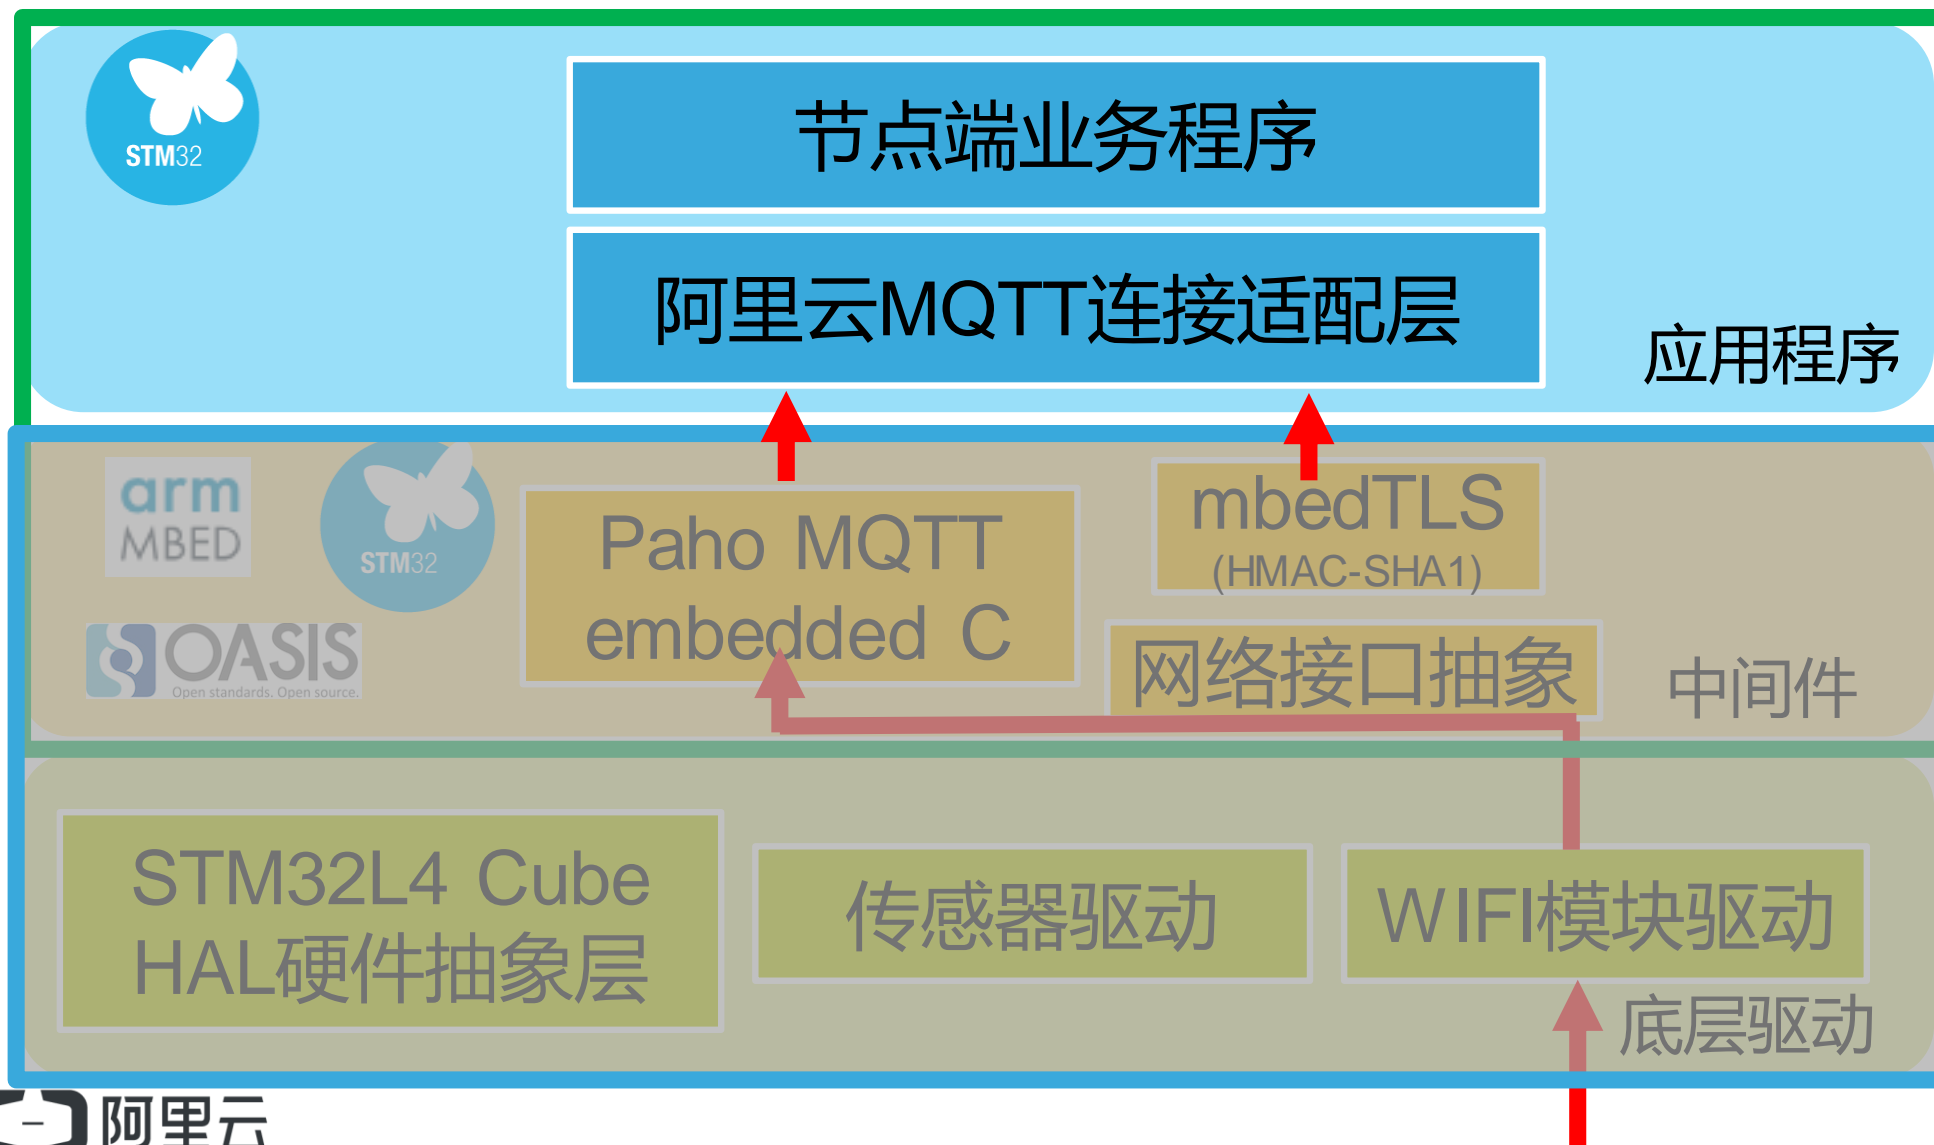 STM32
节点端业务程序
阿里云MQTT连接适配层
应用程序
arm
MBED
STM32
Paho MQTT
embedded C
mbedTLS
(HMAC-SHA1)
OASIS
Open standards. Open source.
网络接口抽象
中间件
STM32L4 Cube
HAL硬件抽象层
传感器驱动
WIFI模块驱动
底层驱动
阿里云